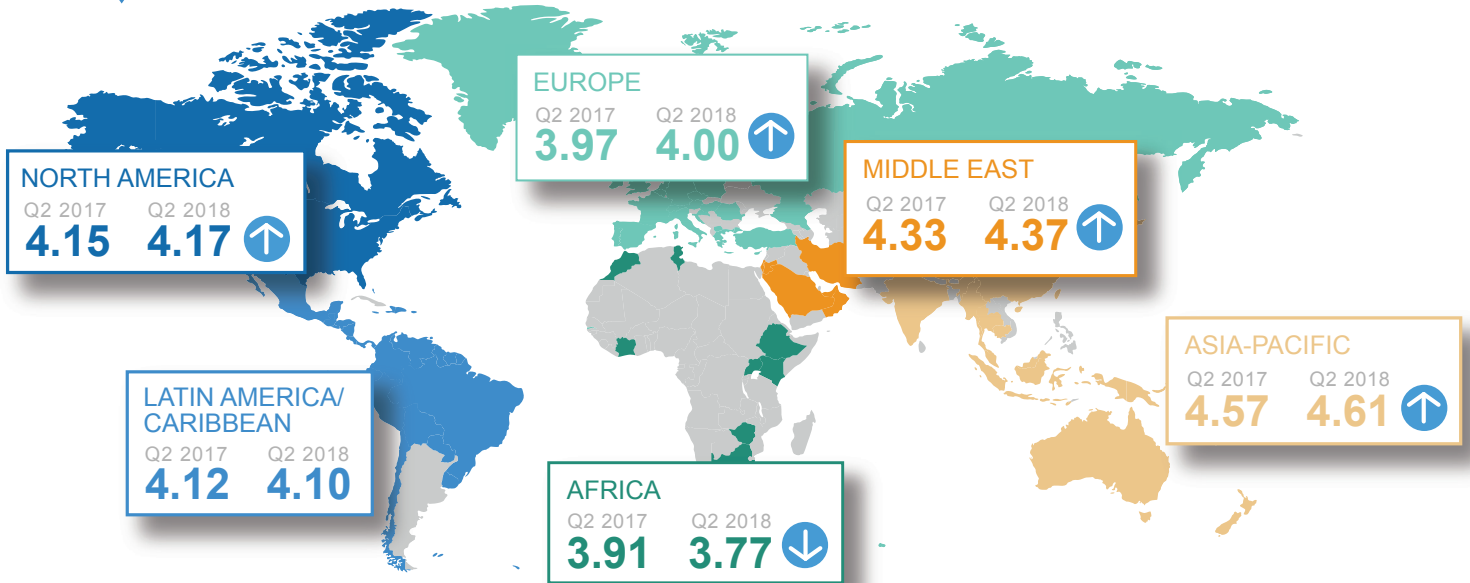 EUROPE
Q2 2017 Q2 2018
3.97 4.00
NORTH AMERICA
Q2 2017 Q2 2018
4.15 4.17
MIDDLE EAST
Q2 2017 Q2 2018
4.33 4.37
ASIA-PACIFIC
Q2 2017 Q2 2018
4.57 4.61
LATIN AMERICA/
CARIBBEAN
Q2 2017 Q2 2018
4.12 4.10
AFRICA
Q2 2017 Q2 2018
3.91 3.77